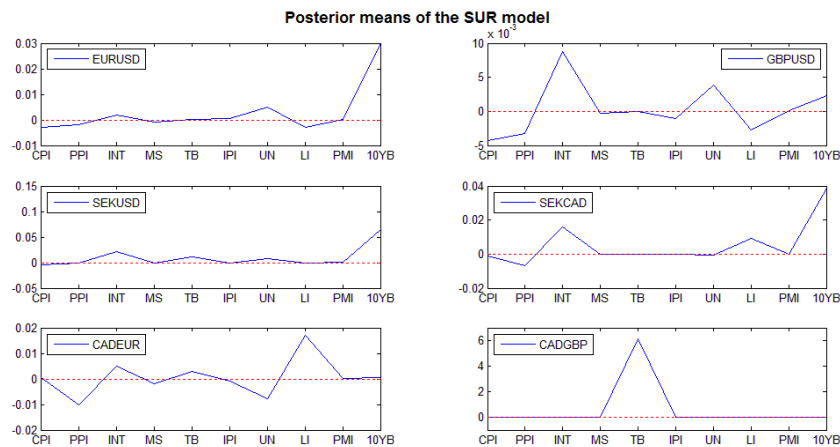 Posterior means of the SUR model
0.03
0.02
0.01
0
-0.01
EURUSD
CPI PPI INT MS TB IPI UN LI PMI 10YB
x 10⁻³
10
5
0
-5
GBPUSD
CPI PPI INT MS TB IPI UN LI PMI 10YB
0.15
0.1
0.05
0
-0.05
SEKUSD
CPI PPI INT MS TB IPI UN LI PMI 10YB
0.04
0.02
0
-0.02
SEKCAD
CPI PPI INT MS TB IPI UN LI PMI 10YB
0.02
0.01
0
-0.01
-0.02
CADEUR
CPI PPI INT MS TB IPI UN LI PMI 10YB
6
4
2
0
CADGBP
CPI PPI INT MS TB IPI UN LI PMI 10YB